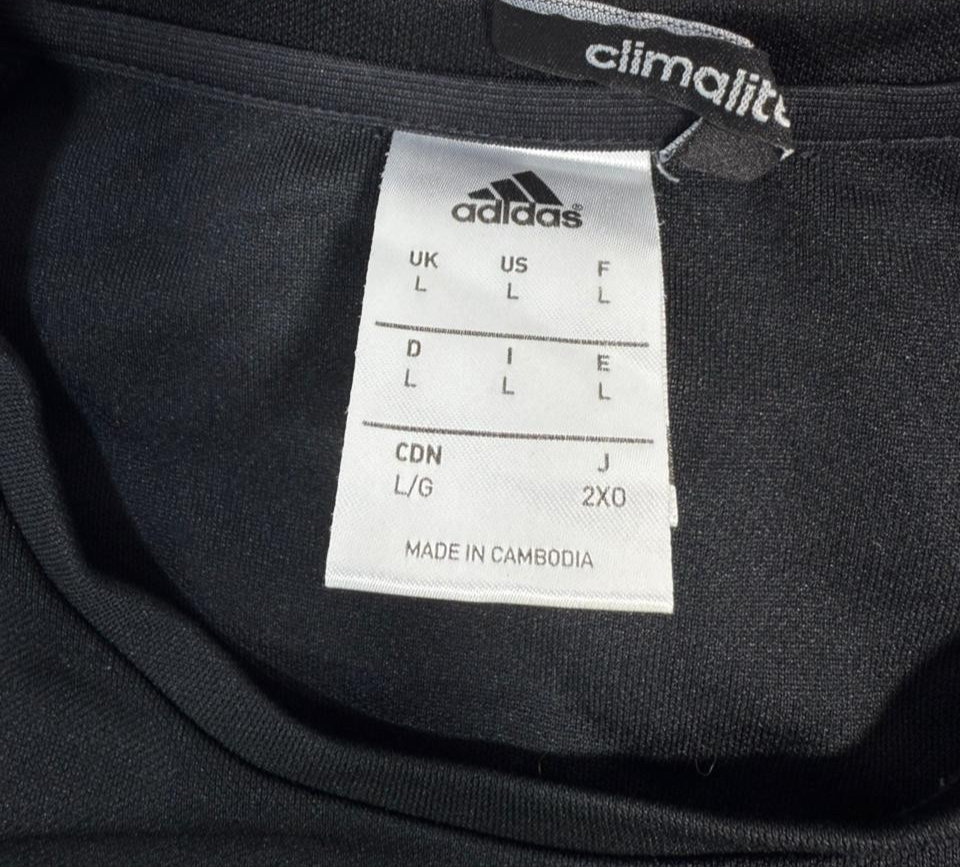 climalite
adidas®
UK US F
L L L
D I E
L L L
CDN J
L/G 2XO
MADE IN CAMBODIA